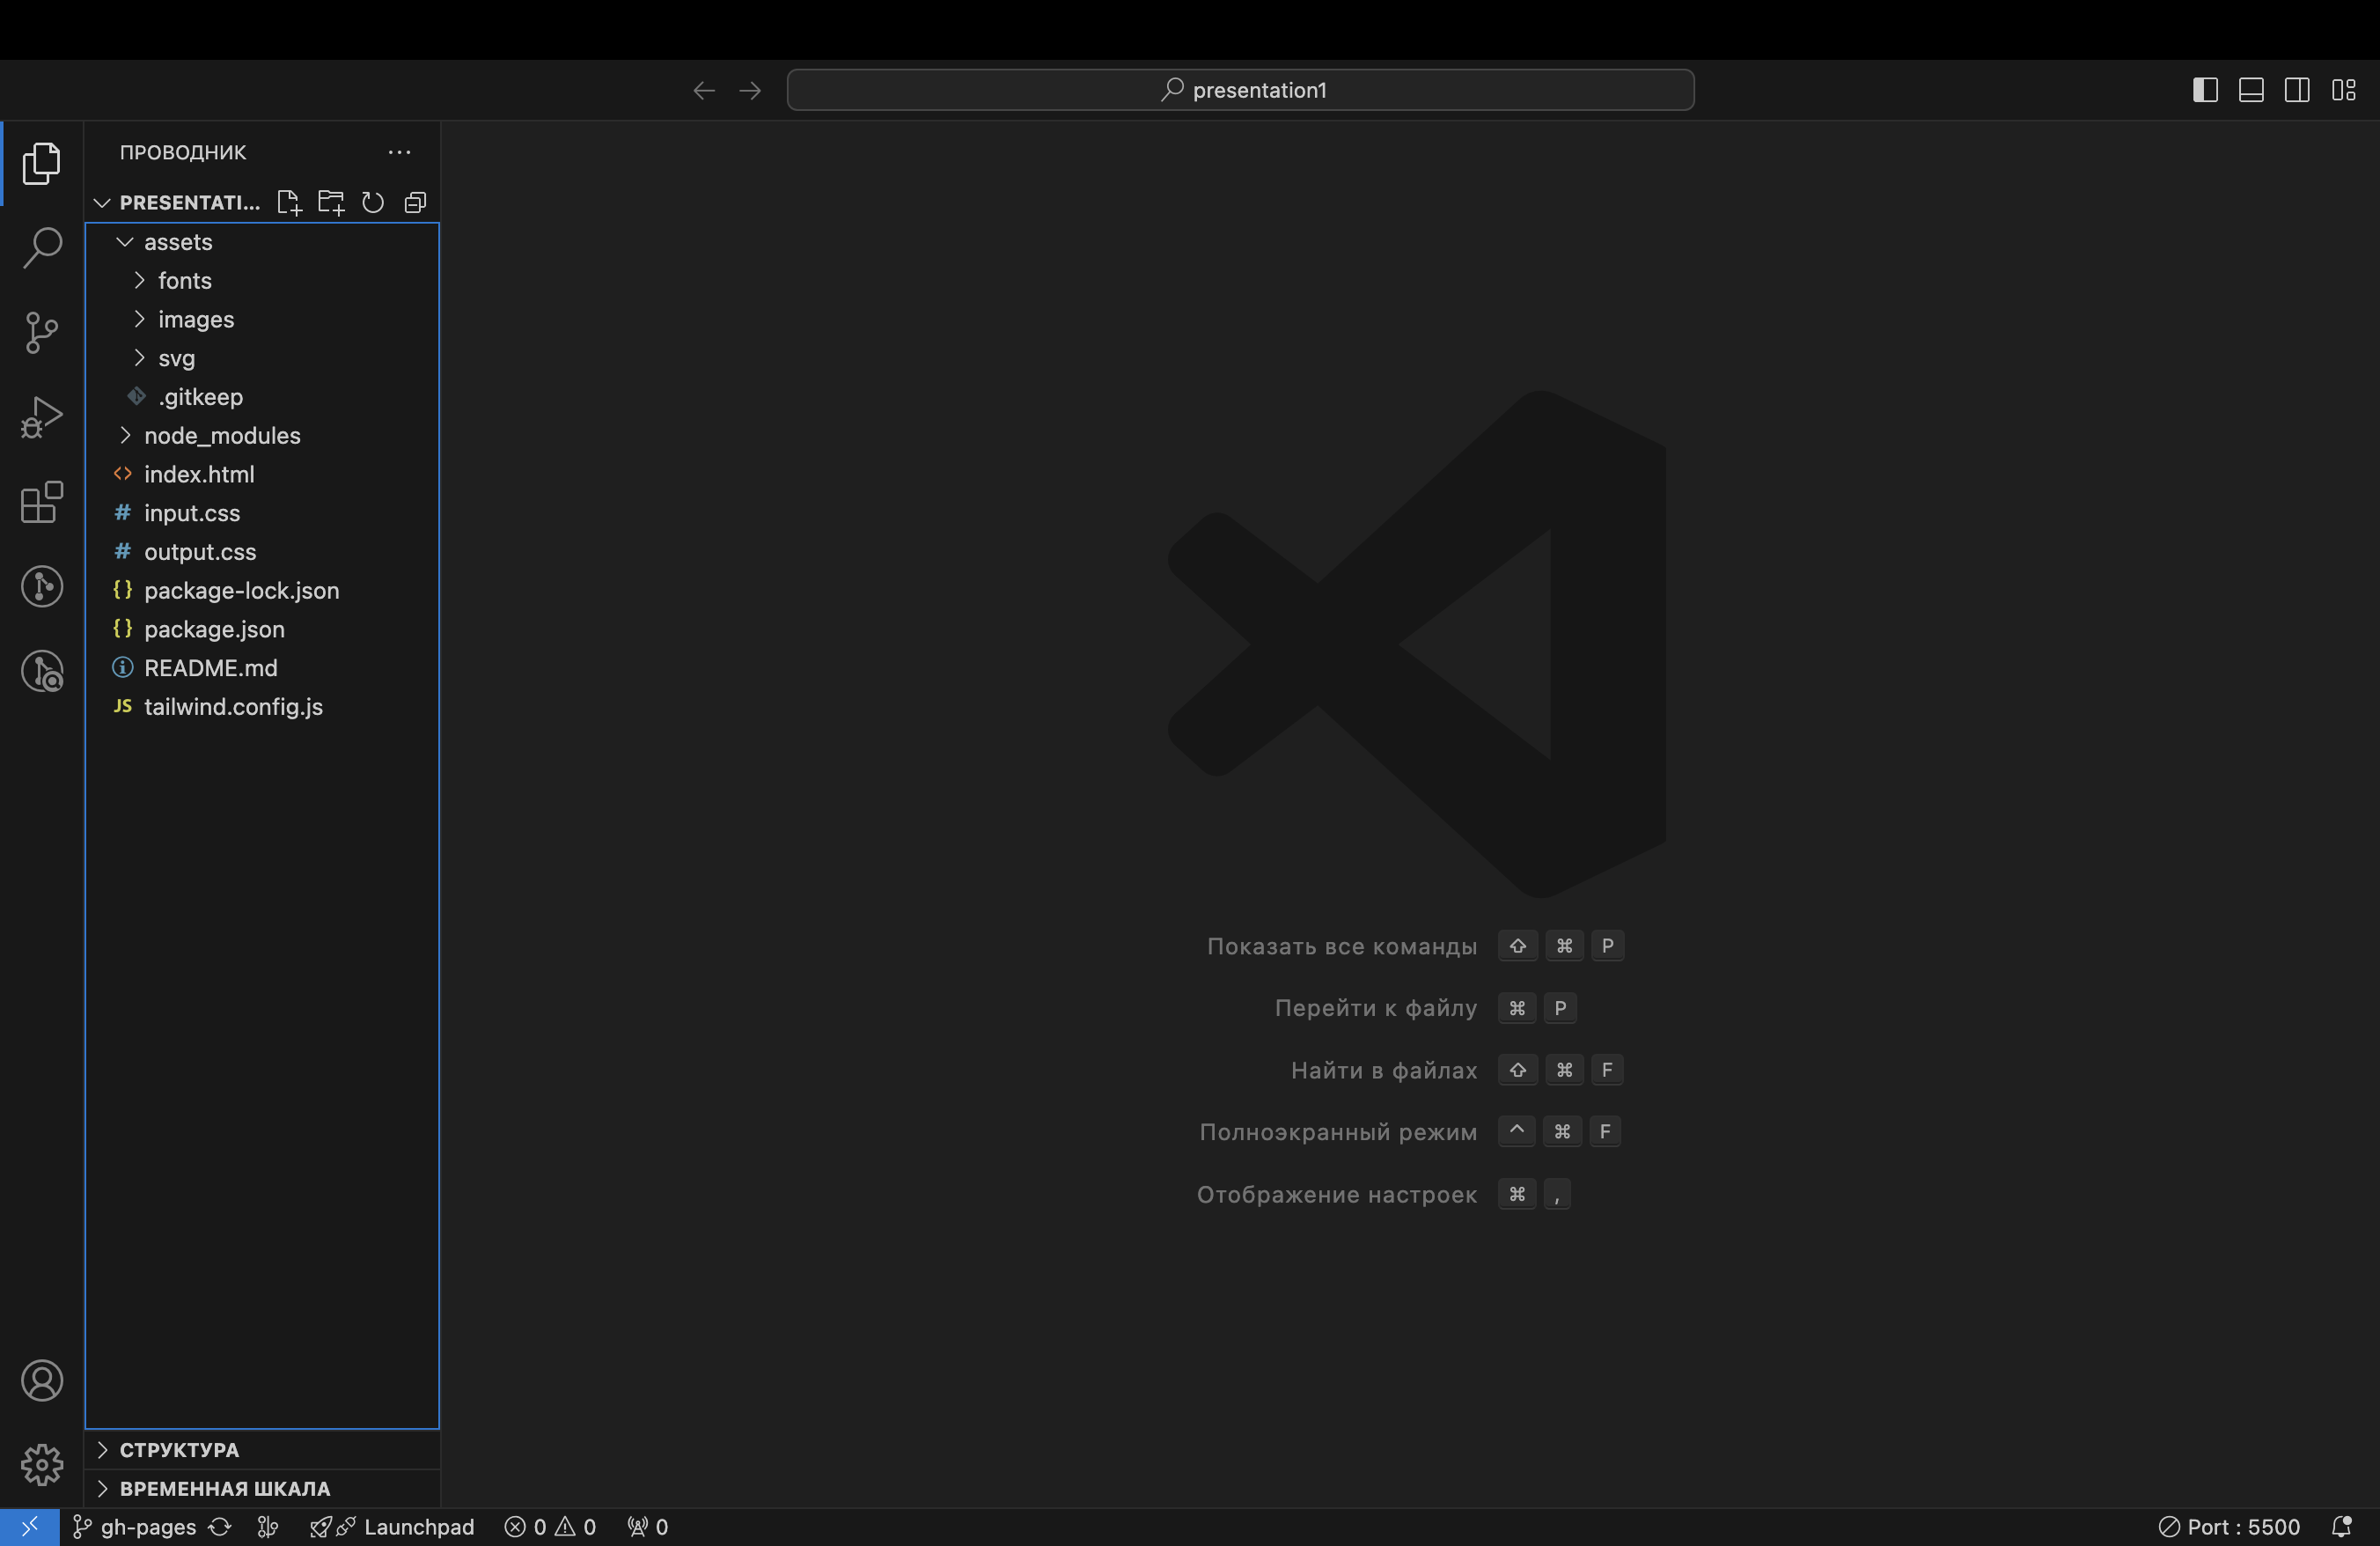 presentation1
ПРОВОДНИК
PRESENTATI...
assets
fonts
images
svg
.gitkeep
node_modules
index.html
input.css
output.css
package-lock.json
package.json
README.md
JS tailwind.config.js
Показать все команды ⇧ ⌘ P
Перейти к файлу ⌘ P
Найти в файлах ⇧ ⌘ F
Полноэкранный режим ⌃ ⌘ F
Отображение настроек ⌘ ,
СТРУКТУРА
ВРЕМЕННАЯ ШКАЛА
gh-pages Launchpad 0 0 0 Port : 5500